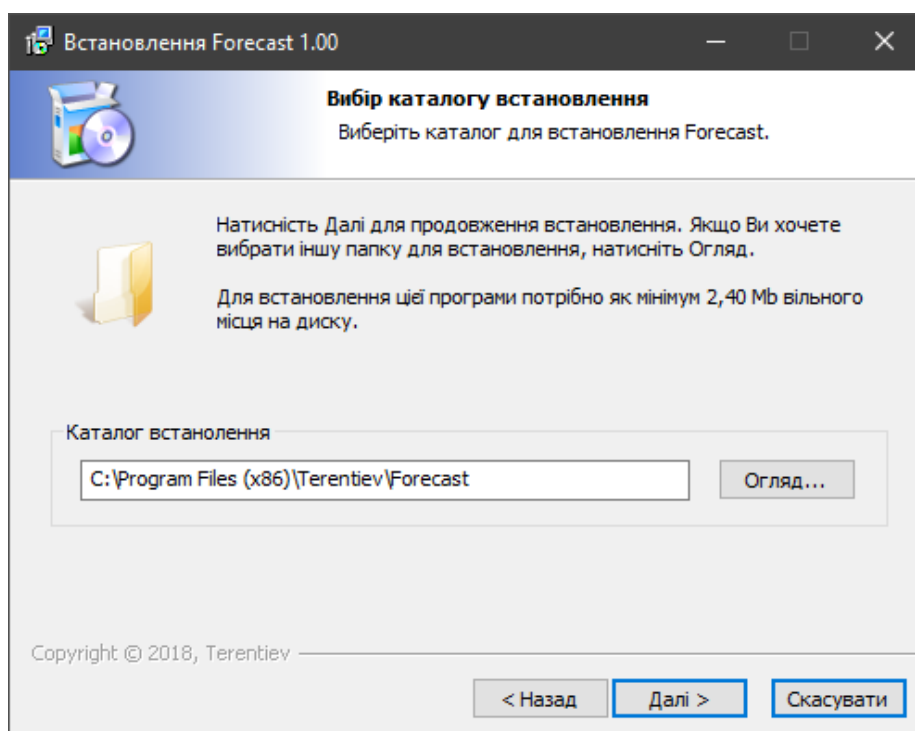 Встановлення Forecast 1.00
Вибір каталогу встановлення
Виберіть каталог для встановлення Forecast.
Натисність Далі для продовження встановлення. Якщо Ви хочете
вибрати іншу папку для встановлення, натисніть Огляд.
Для встановлення цієї програми потрібно як мінімум 2,40 Mb вільного
місця на диску.
Каталог встанолення
C:\Program Files (x86)\Terentiev\Forecast
Огляд...
Copyright © 2018, Terentiev
< Назад
Далі >
Скасувати